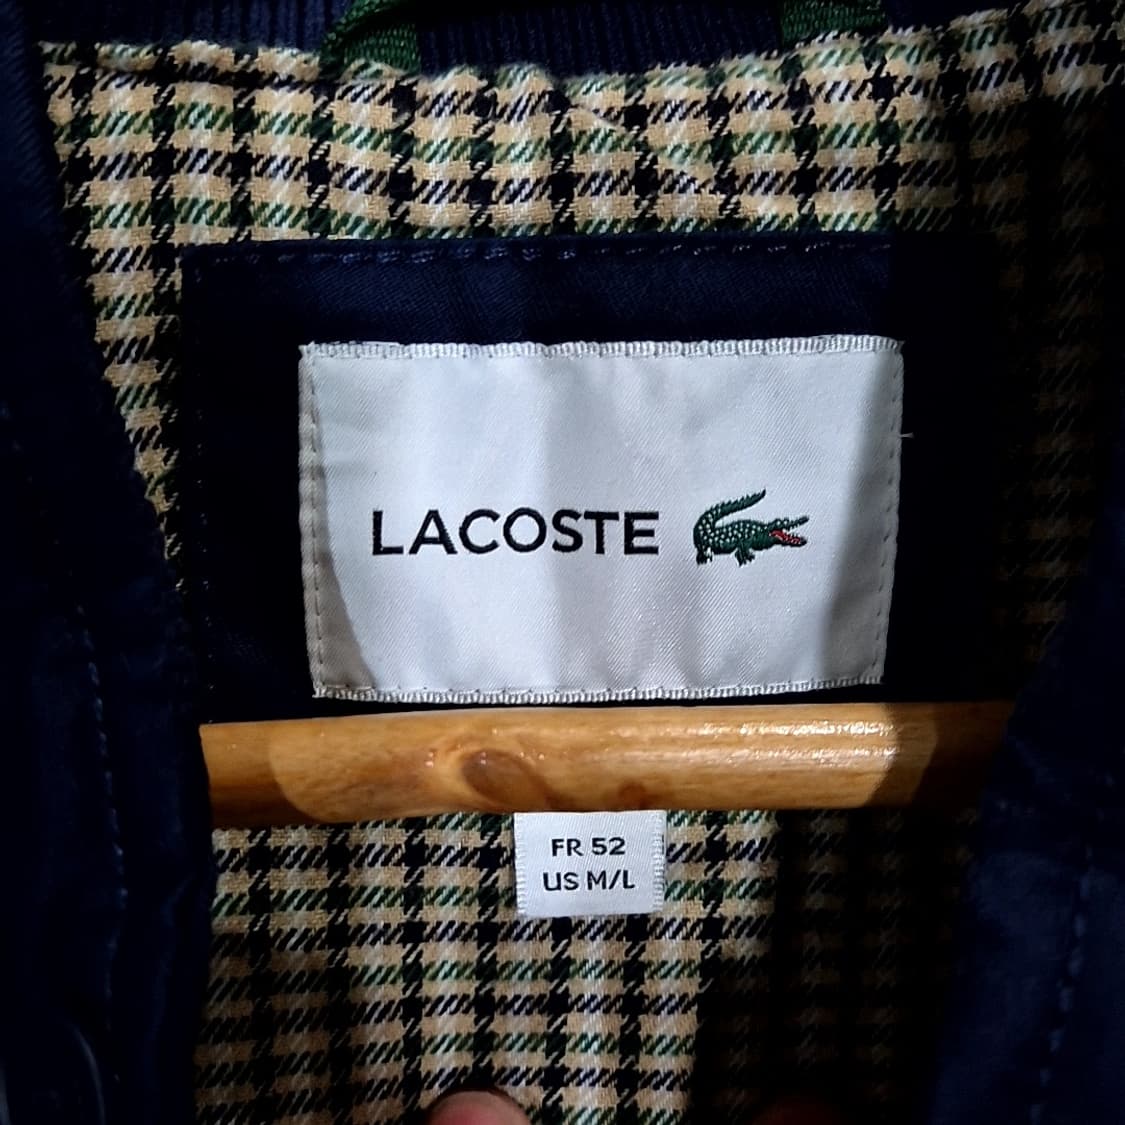 LACOSTE
FR 52
US M/L